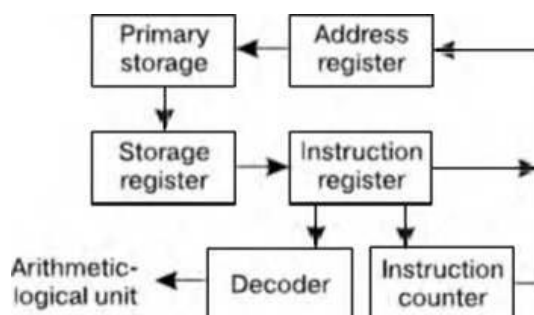 Primary
storage
Address
register
Storage
register
Instruction
register
Arithmetic-
logical unit
Decoder
Instruction
counter